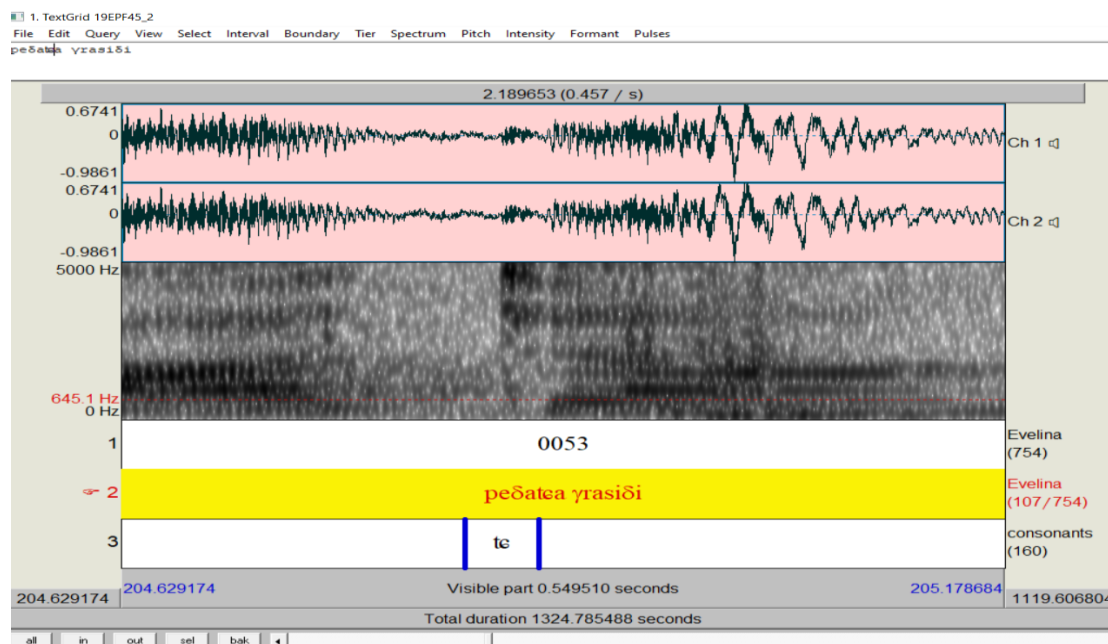 1. TextGrid 19EPF45_2
File Edit Query View Select Interval Boundary Tier Spectrum Pitch Intensity Formant Pulses
peδaʨa γrasiδi
2.189653 (0.457 / s)
0.6741
0
-0.9861
Ch 1
0.6741
0
-0.9861
Ch 2
5000 Hz
645.1 Hz
0 Hz
1 0053 Evelina (754)
2 peδaʨa γrasiδi Evelina (107/754)
3 ʨ consonants (160)
204.629174 204.629174 Visible part 0.549510 seconds 205.178684 1119.606804
Total duration 1324.785488 seconds
all in out sel bak